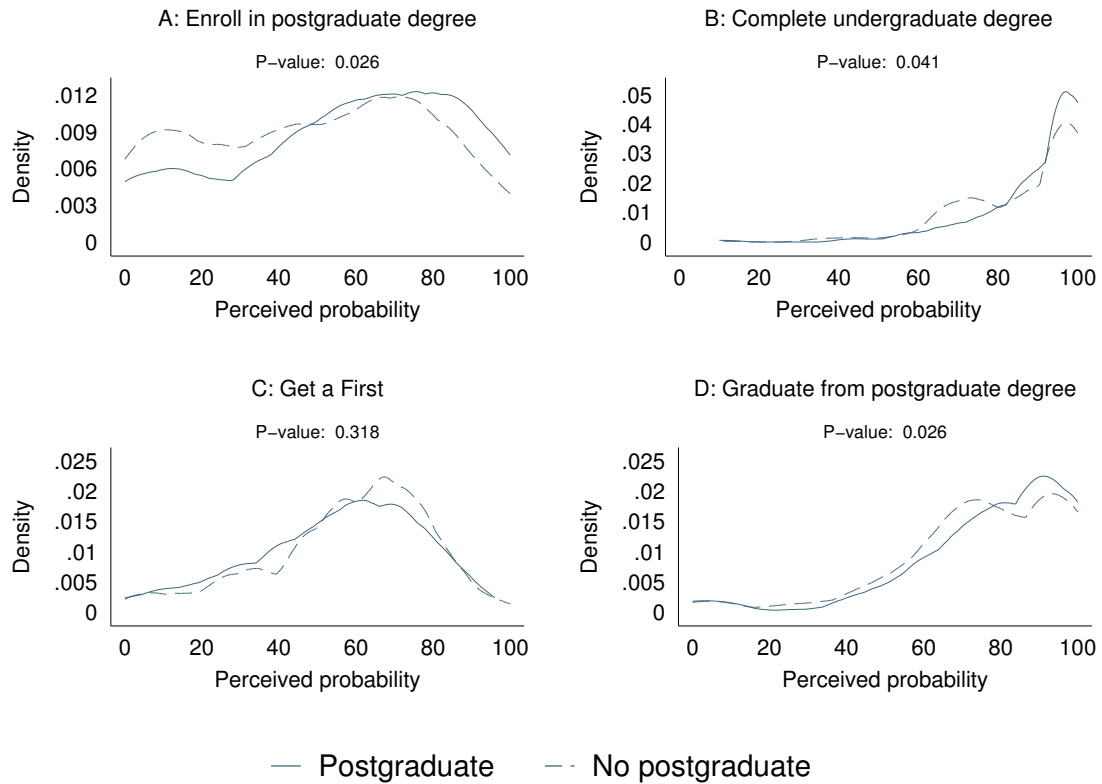 A: Enroll in postgraduate degree
P−value: 0.026
Density
.012
.009
.006
.003
0
0 20 40 60 80 100
Perceived probability
B: Complete undergraduate degree
P−value: 0.041
Density
.05
.04
.03
.02
.01
0
0 20 40 60 80 100
Perceived probability
C: Get a First
P−value: 0.318
Density
.025
.02
.015
.01
.005
0
0 20 40 60 80 100
Perceived probability
D: Graduate from postgraduate degree
P−value: 0.026
Density
.025
.02
.015
.01
.005
0
0 20 40 60 80 100
Perceived probability
Postgraduate No postgraduate